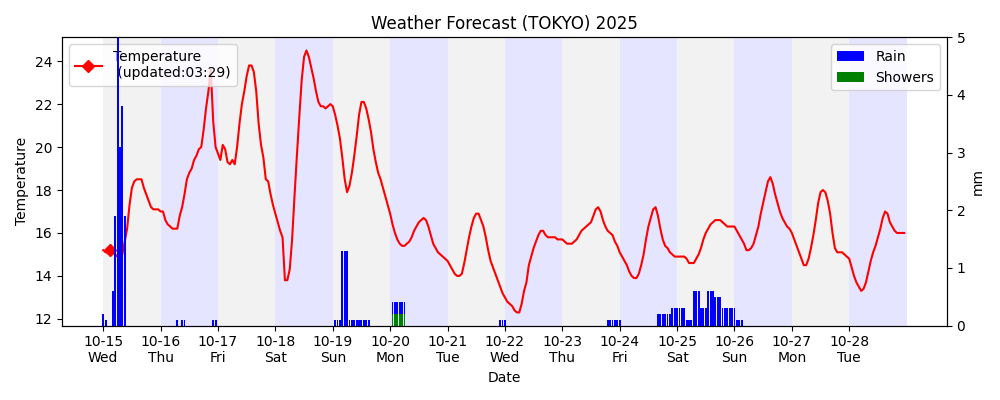 Weather Forecast (TOKYO) 2025
Temperature
(updated:03:29)
Rain
Showers
24
22
20
18
16
14
12
Temperature
5
4
3
2
1
0
mm
10-15 10-16 10-17 10-18 10-19 10-20 10-21 10-22 10-23 10-24 10-25 10-26 10-27 10-28
Wed Thu Fri Sat Sun Mon Tue Wed Thu Fri Sat Sun Mon Tue
Date